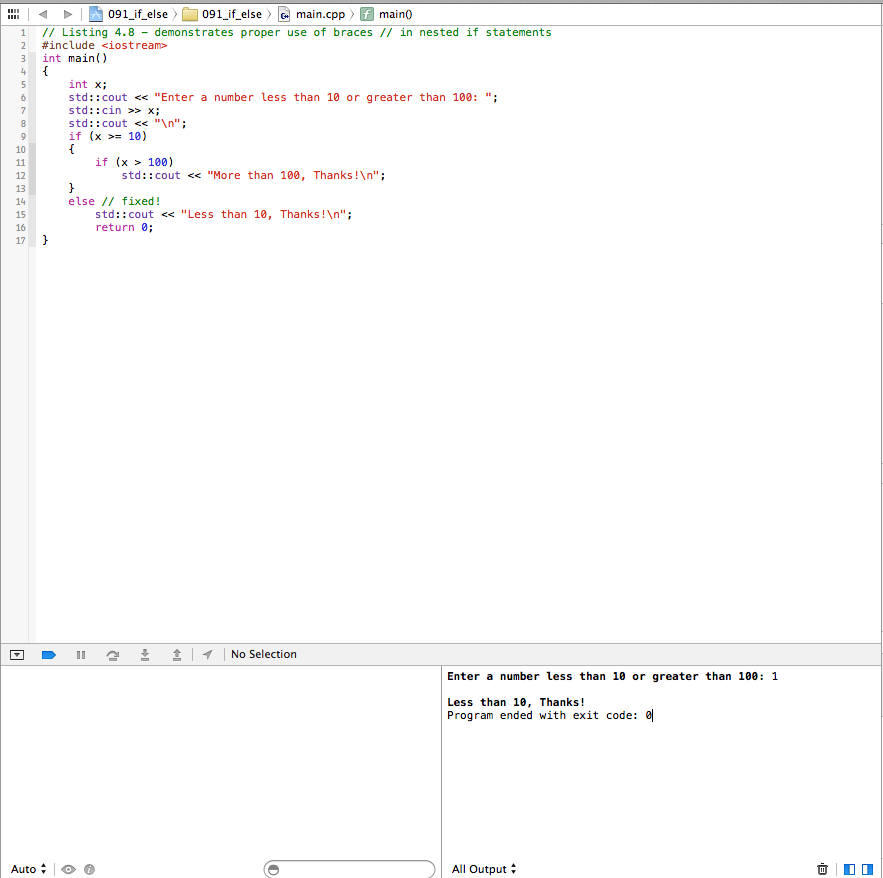 091_if_else 091_if_else main.cpp main()
1 // Listing 4.8 – demonstrates proper use of braces // in nested if statements
2 #include <iostream>
3 int main()
4 {
5     int x;
6     std::cout << "Enter a number less than 10 or greater than 100: ";
7     std::cin >> x;
8     std::cout << "\n";
9     if (x >= 10)
10     {
11         if (x > 100)
12             std::cout << "More than 100, Thanks!\n";
13     }
14     else // fixed!
15         std::cout << "Less than 10, Thanks!\n";
16         return 0;
17 }
No Selection
Enter a number less than 10 or greater than 100: 1
Less than 10, Thanks!
Program ended with exit code: 0
Auto
All Output